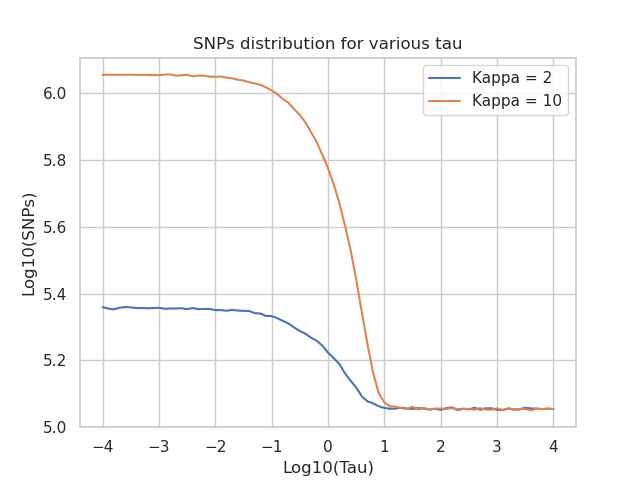 SNPs distribution for various tau
Kappa = 2
Kappa = 10
Log10(SNPs)
6.0
5.8
5.6
5.4
5.2
5.0
−4 −3 −2 −1 0 1 2 3 4
Log10(Tau)